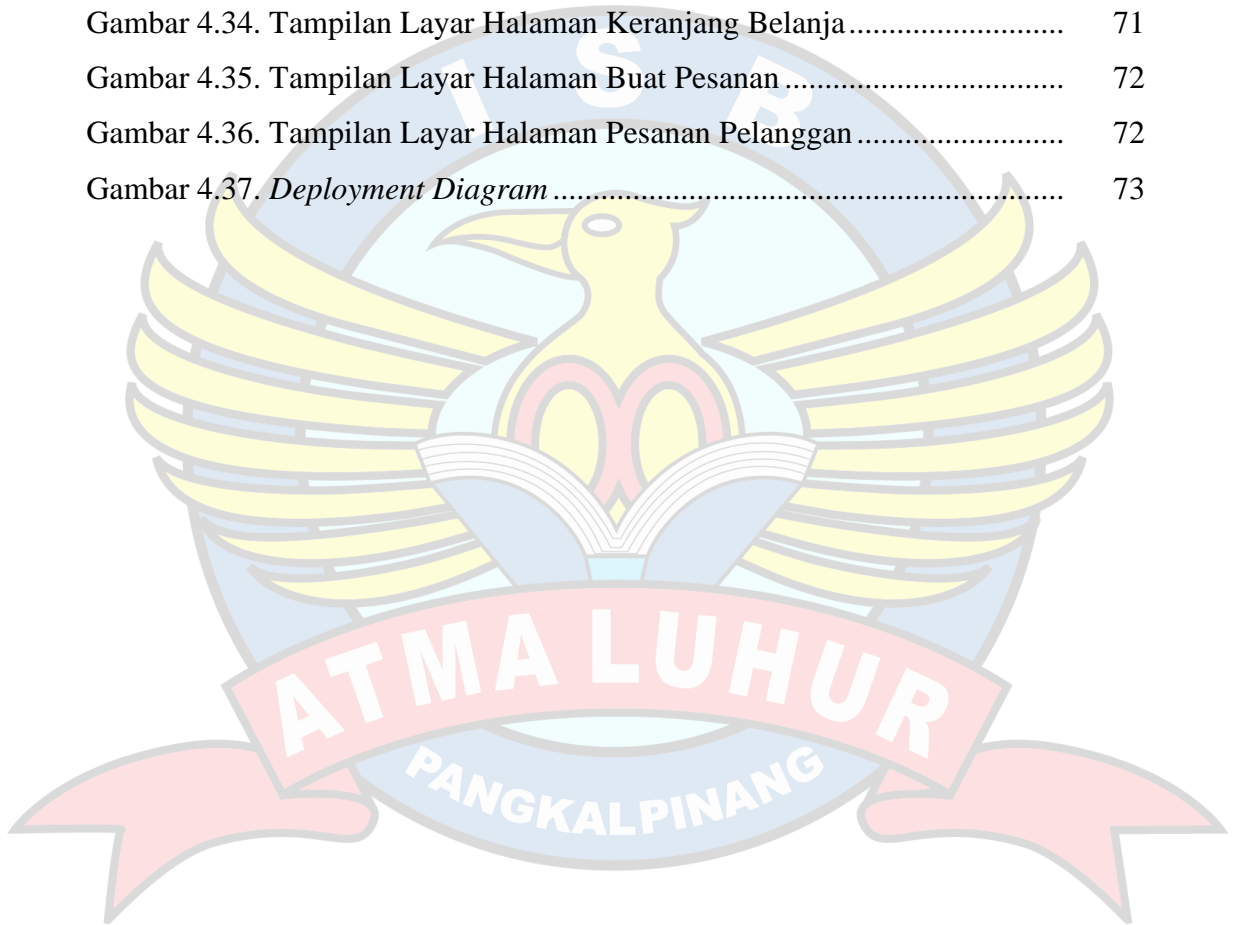 Gambar 4.34. Tampilan Layar Halaman Keranjang Belanja.......................... 71
Gambar 4.35. Tampilan Layar Halaman Buat Pesanan .................................. 72
Gambar 4.36. Tampilan Layar Halaman Pesanan Pelanggan......................... 72
Gambar 4.37. Deployment Diagram ............................................................... 73
I S B
ATMA LUHUR
PANGKALPINANG